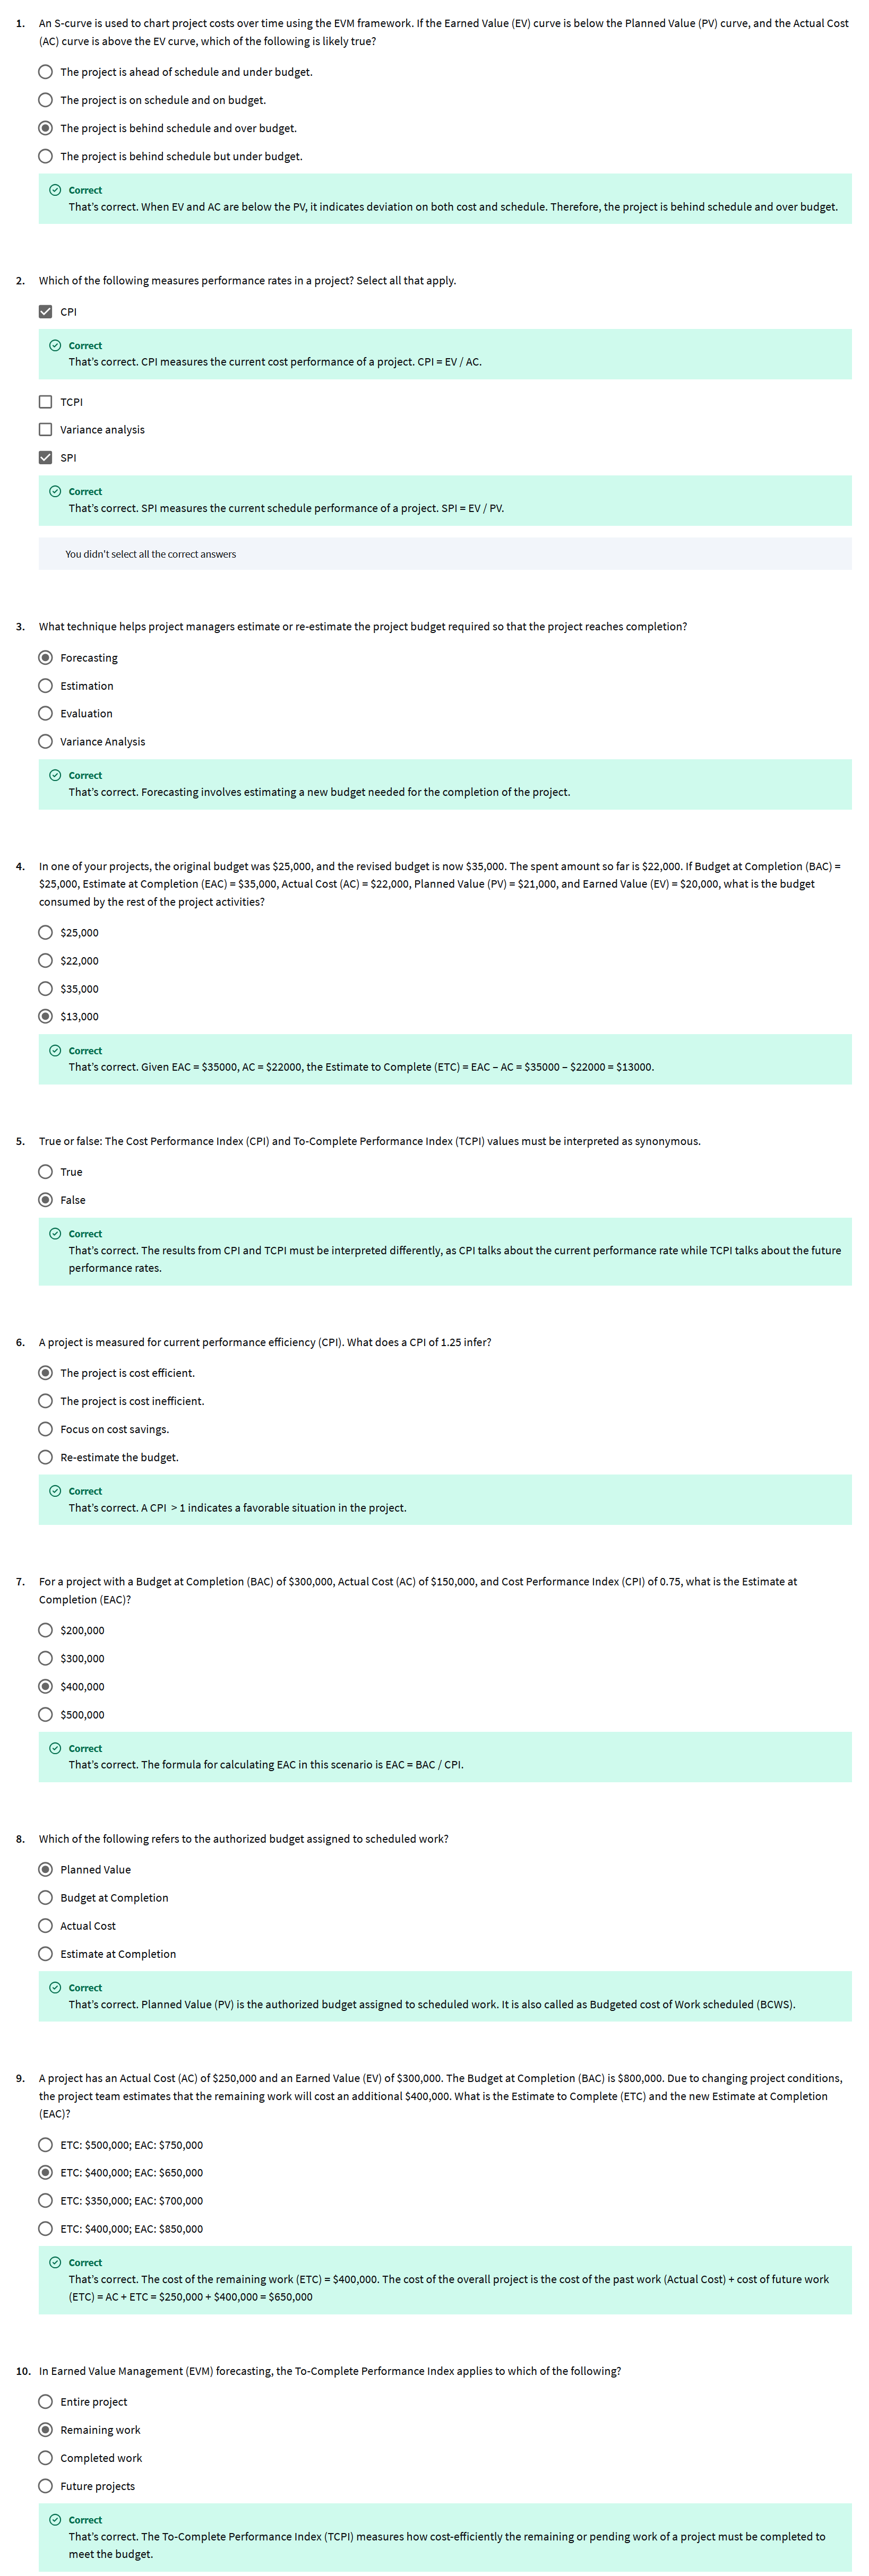 1. An S-curve is used to chart project costs over time using the EVM framework. If the Earned Value (EV) curve is below the Planned Value (PV) curve, and the Actual Cost
(AC) curve is above the EV curve, which of the following is likely true?
The project is ahead of schedule and under budget.
The project is on schedule and on budget.
The project is behind schedule and over budget.
The project is behind schedule but under budget.
Correct
That's correct. When EV and AC are below the PV, it indicates deviation on both cost and schedule. Therefore, the project is behind schedule and over budget.
2. Which of the following measures performance rates in a project? Select all that apply.
CPI
Correct
That's correct. CPI measures the current cost performance of a project. CPI = EV / AC.
TCPI
Variance analysis
SPI
Correct
That's correct. SPI measures the current schedule performance of a project. SPI = EV / PV.
You didn't select all the correct answers
3. What technique helps project managers estimate or re-estimate the project budget required so that the project reaches completion?
Forecasting
Estimation
Evaluation
Variance Analysis
Correct
That's correct. Forecasting involves estimating a new budget needed for the completion of the project.
4. In one of your projects, the original budget was $25,000, and the revised budget is now $35,000. The spent amount so far is $22,000. If Budget at Completion (BAC) =
$25,000, Estimate at Completion (EAC) = $35,000, Actual Cost (AC) = $22,000, Planned Value (PV) = $21,000, and Earned Value (EV) = $20,000, what is the budget
consumed by the rest of the project activities?
$25,000
$22,000
$35,000
$13,000
Correct
That's correct. Given EAC = $35000, AC = $22000, the Estimate to Complete (ETC) = EAC – AC = $35000 – $22000 = $13000.
5. True or false: The Cost Performance Index (CPI) and To-Complete Performance Index (TCPI) values must be interpreted as synonymous.
True
False
Correct
That's correct. The results from CPI and TCPI must be interpreted differently, as CPI talks about the current performance rate while TCPI talks about the future
performance rates.
6. A project is measured for current performance efficiency (CPI). What does a CPI of 1.25 infer?
The project is cost efficient.
The project is cost inefficient.
Focus on cost savings.
Re-estimate the budget.
Correct
That's correct. A CPI > 1 indicates a favorable situation in the project.
7. For a project with a Budget at Completion (BAC) of $300,000, Actual Cost (AC) of $150,000, and Cost Performance Index (CPI) of 0.75, what is the Estimate at
Completion (EAC)?
$200,000
$300,000
$400,000
$500,000
Correct
That's correct. The formula for calculating EAC in this scenario is EAC = BAC / CPI.
8. Which of the following refers to the authorized budget assigned to scheduled work?
Planned Value
Budget at Completion
Actual Cost
Estimate at Completion
Correct
That's correct. Planned Value (PV) is the authorized budget assigned to scheduled work. It is also called as Budgeted cost of Work scheduled (BCWS).
9. A project has an Actual Cost (AC) of $250,000 and an Earned Value (EV) of $300,000. The Budget at Completion (BAC) is $800,000. Due to changing project conditions,
the project team estimates that the remaining work will cost an additional $400,000. What is the Estimate to Complete (ETC) and the new Estimate at Completion
(EAC)?
ETC: $500,000; EAC: $750,000
ETC: $400,000; EAC: $650,000
ETC: $350,000; EAC: $700,000
ETC: $400,000; EAC: $850,000
Correct
That's correct. The cost of the remaining work (ETC) = $400,000. The cost of the overall project is the cost of the past work (Actual Cost) + cost of future work
(ETC) = AC + ETC = $250,000 + $400,000 = $650,000
10. In Earned Value Management (EVM) forecasting, the To-Complete Performance Index applies to which of the following?
Entire project
Remaining work
Completed work
Future projects
Correct
That's correct. The To-Complete Performance Index (TCPI) measures how cost-efficiently the remaining or pending work of a project must be completed to
meet the budget.